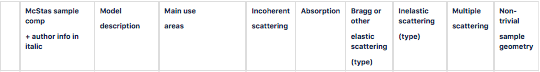 McStas sample comp
+ author info in italic
Model description
Main use areas
Incoherent scattering
Absorption
Bragg or other
elastic scattering
(type)
Inelastic scattering
(type)
Multiple scattering
Non-trivial
sample geometry